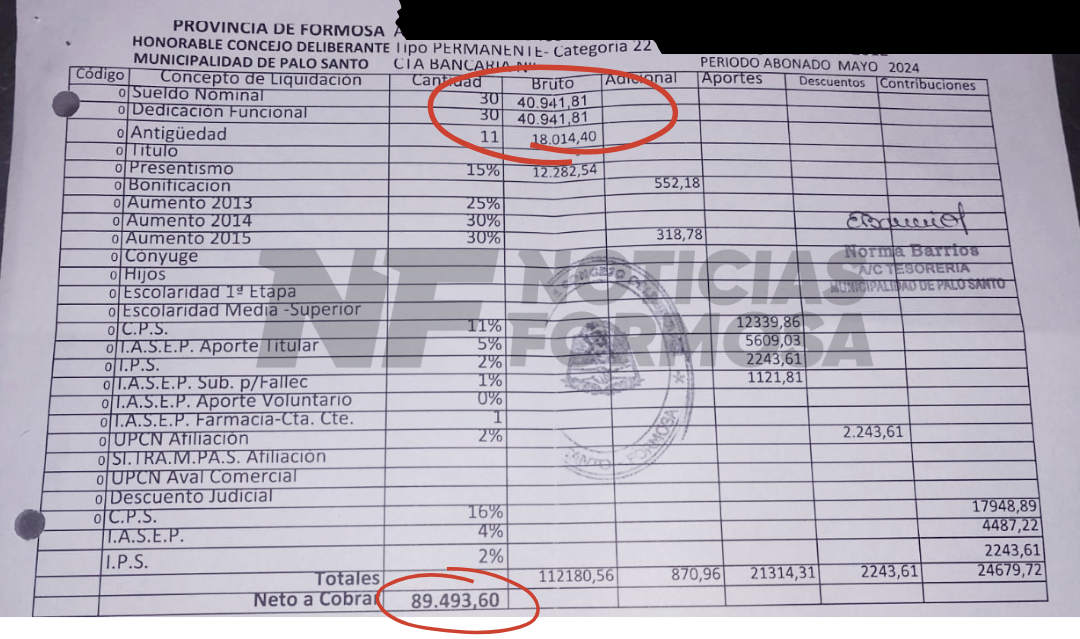 PROVINCIA DE FORMOSA
HONORABLE CONCEJO DELIBERANTE Tipo PERMANENTE- Categoria 22
MUNICIPALIDAD DE PALO SANTO CTA BANCARIA PERIODO ABONADO MAYO 2024
Código Concepto de Liquidación Cantidad Bruto Adicional Aportes Descuentos Contribuciones
0 Sueldo Nominal 30 40.941,81
0 Dedicación Funcional 30 40.941,81
0 Antigüedad 11 18.014,40
0 Titulo
0 Presentismo 15% 12.282,54
0 Bonificacion 552,18
0 Aumento 2013 25%
0 Aumento 2014 30%
0 Aumento 2015 30% 318,78
0 Conyuge
0 Hijos
0 Escolaridad 1ª Etapa
0 Escolaridad Media -Superior
0 C.P.S. 11% 12339,86
0 I.A.S.E.P. Aporte Titular 5% 5609,03
0 I.P.S. 2% 2243,61
0 I.A.S.E.P. Sub. p/Fallec 1% 1121,81
0 I.A.S.E.P. Aporte Voluntario 0%
0 I.A.S.E.P. Farmacia-Cta. Cte. 1
0 UPCN Afiliación 2% 2.243,61
0 SI.TRA.M.PA.S. Afiliación
0 UPCN Aval Comercial
0 Descuento Judicial
0 C.P.S. 16% 17948,89
I.A.S.E.P. 4% 4487,22
I.P.S. 2% 2243,61
Totales 112180,56 870,96 21314,31 2243,61 24679,72
Neto a Cobrar 89.493,60
Norma Barrios
A/C TESORERIA
MUNICIPALIDAD DE PALO SANTO
NF NOTICIAS
FORMOSA
SANTO - FORMOSA